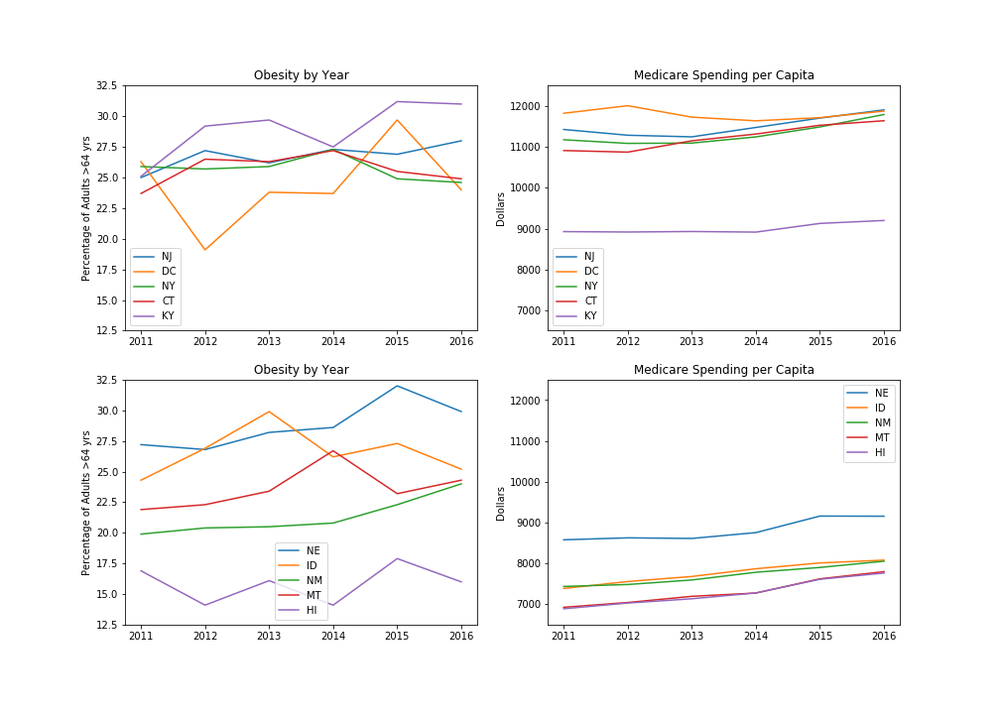 Obesity by Year
Percentage of Adults >64 yrs
32.5
30.0
27.5
25.0
22.5
20.0
17.5
15.0
12.5
NJ
DC
NY
CT
KY
2011 2012 2013 2014 2015 2016
Medicare Spending per Capita
Dollars
12000
11000
10000
9000
8000
7000
NJ
DC
NY
CT
KY
2011 2012 2013 2014 2015 2016
Obesity by Year
Percentage of Adults >64 yrs
32.5
30.0
27.5
25.0
22.5
20.0
17.5
15.0
12.5
NE
ID
NM
MT
HI
2011 2012 2013 2014 2015 2016
Medicare Spending per Capita
Dollars
12000
11000
10000
9000
8000
7000
NE
ID
NM
MT
HI
2011 2012 2013 2014 2015 2016